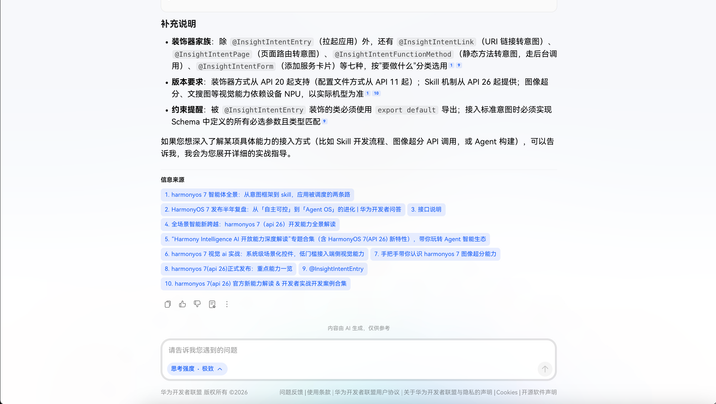 补充说明
• 装饰器家族：除 @InsightIntentEntry （拉起应用）外，还有 @InsightIntentLink （URI 链接转意图）、
@InsightIntentPage （页面路由转意图）、 @InsightIntentFunctionMethod （静态方法转意图，走后台调
用）、 @InsightIntentForm （添加服务卡片）等七种，按"要做什么"分类选用 1 9
• 版本要求：装饰器方式从 API 20 起支持（配置文件方式从 API 11 起）；Skill 机制从 API 26 起提供；图像超
分、文搜图等视觉能力依赖设备 NPU，以实际机型为准 1 10
• 约束提醒：被 @InsightIntentEntry 装饰的类必须使用 export default 导出；接入标准意图时必须实现
Schema 中定义的所有必选参数且类型匹配 9
如果您想深入了解某项具体能力的接入方式（比如 Skill 开发流程、图像超分 API 调用，或 Agent 构建），可以告
诉我，我会为您展开详细的实战指导。
信息来源
1. harmonyos 7 智能体全景：从意图框架到 skill，应用被调度的两条路
2. HarmonyOS 7 发布半年复盘：从「自主可控」到「Agent OS」的进化 | 华为开发者问答 3. 接口说明
4. 全场景智能新跨越：harmonyos 7（api 26）开发能力全景解读
5. "Harmony Intelligence AI 开放能力深度解读"专题合集（含 HarmonyOS 7(API 26) 新特性），带你玩转 Agent 智能生态
6. harmonyos 7 视觉 ai 实战：系统级场景化控件，低门槛接入端侧视觉能力 7. 手把手带你认识 harmonyos 7 图像超分能力
8. harmonyos 7(api 26)正式发布：重点能力一览 9. @InsightIntentEntry
10. harmonyos 7(api 26) 官方新能力解读 & 开发者实战开发案例合集
内容由 AI 生成，仅供参考
请告诉我您遇到的问题
思考强度 · 极致
华为开发者联盟 版权所有 ©2026 问题反馈 | 使用条款 | 华为开发者联盟用户协议 | 关于华为开发者联盟与隐私的声明 | Cookies | 开源软件声明